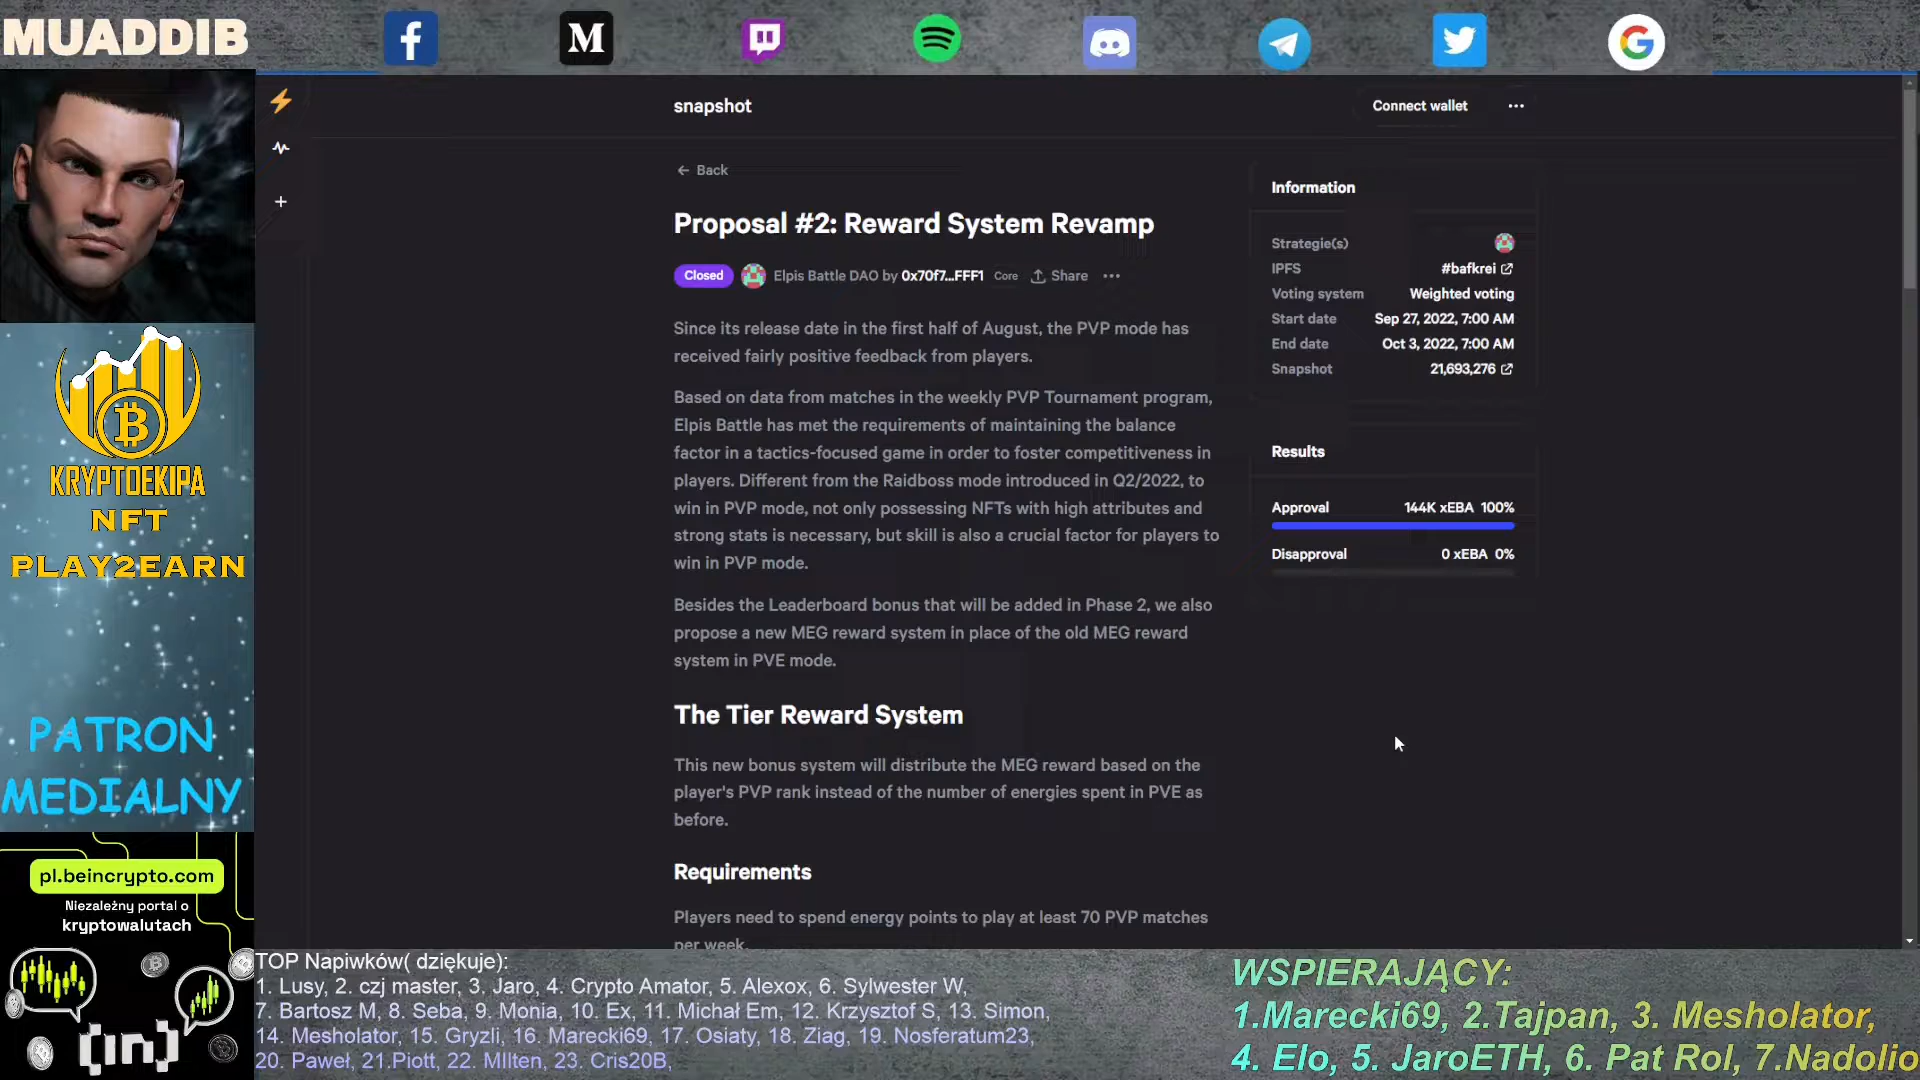 MUADDIB
snapshot
Connect wallet
Back
Proposal #2: Reward System Revamp
Closed Elpis Battle DAO by 0x70f7...FFF1 Core Share
Since its release date in the first half of August, the PVP mode has
received fairly positive feedback from players.
Based on data from matches in the weekly PVP Tournament program,
Elpis Battle has met the requirements of maintaining the balance
factor in a tactics-focused game in order to foster competitiveness in
players. Different from the Raidboss mode introduced in Q2/2022, to
win in PVP mode, not only possessing NFTs with high attributes and
strong stats is necessary, but skill is also a crucial factor for players to
win in PVP mode.
Besides the Leaderboard bonus that will be added in Phase 2, we also
propose a new MEG reward system in place of the old MEG reward
system in PVE mode.
The Tier Reward System
This new bonus system will distribute the MEG reward based on the
player's PVP rank instead of the number of energies spent in PVE as
before.
Requirements
Players need to spend energy points to play at least 70 PVP matches
per week.
Information
Strategie(s)
IPFS #bafkrei
Voting system Weighted voting
Start date Sep 27, 2022, 7:00 AM
End date Oct 3, 2022, 7:00 AM
Snapshot 21,693,276
Results
Approval 144K xEBA 100%
Disapproval 0 xEBA 0%
KRYPTOEKIPA
NFT
PLAY2EARN
PATRON
MEDIALNY
pl.beincrypto.com
Niezależny portal o
kryptowalutach
[in]
TOP Napiwków( dziękuje):
1. Lusy, 2. czj master, 3. Jaro, 4. Crypto Amator, 5. Alexox, 6. Sylwester W,
7. Bartosz M, 8. Seba, 9. Monia, 10. Ex, 11. Michał Em, 12. Krzysztof S, 13. Simon,
14. Mesholator, 15. Gryzli, 16. Marecki69, 17. Osiaty, 18. Ziag, 19. Nosferatum23,
20. Paweł, 21.Piott, 22. MIlten, 23. Cris20B,
WSPIERAJĄCY:
1.Marecki69, 2.Tajpan, 3. Mesholator,
4. Elo, 5. JaroETH, 6. Pat Rol, 7.Nadolio